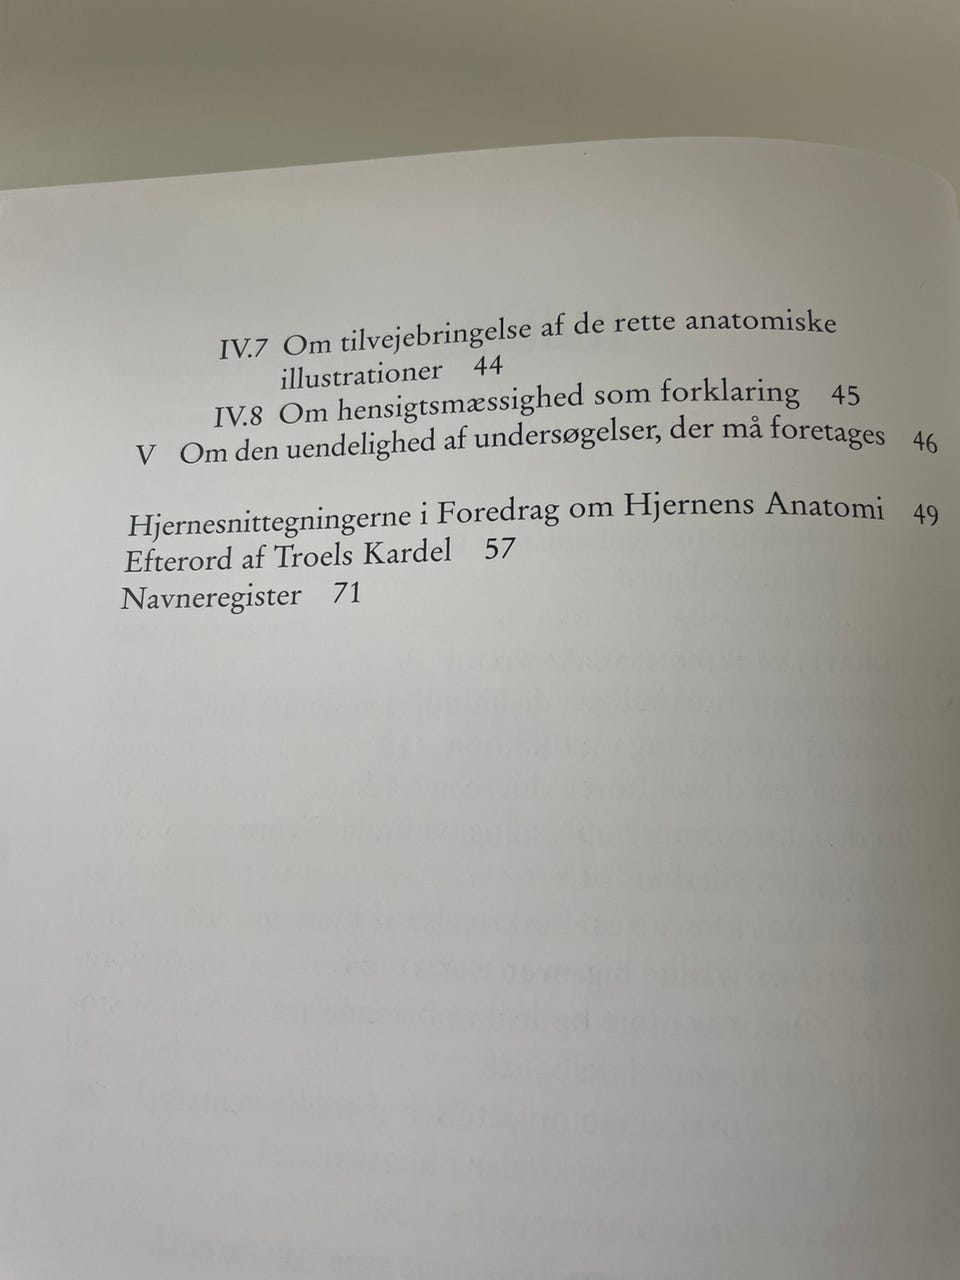 IV.7 Om tilvejebringelse af de rette anatomiske
illustrationer 44
IV.8 Om hensigtsmæssighed som forklaring 45
V Om den uendelighed af undersøgelser, der må foretages 46
Hjernesnittegningerne i Foredrag om Hjernens Anatomi 49
Efterord af Troels Kardel 57
Navneregister 71